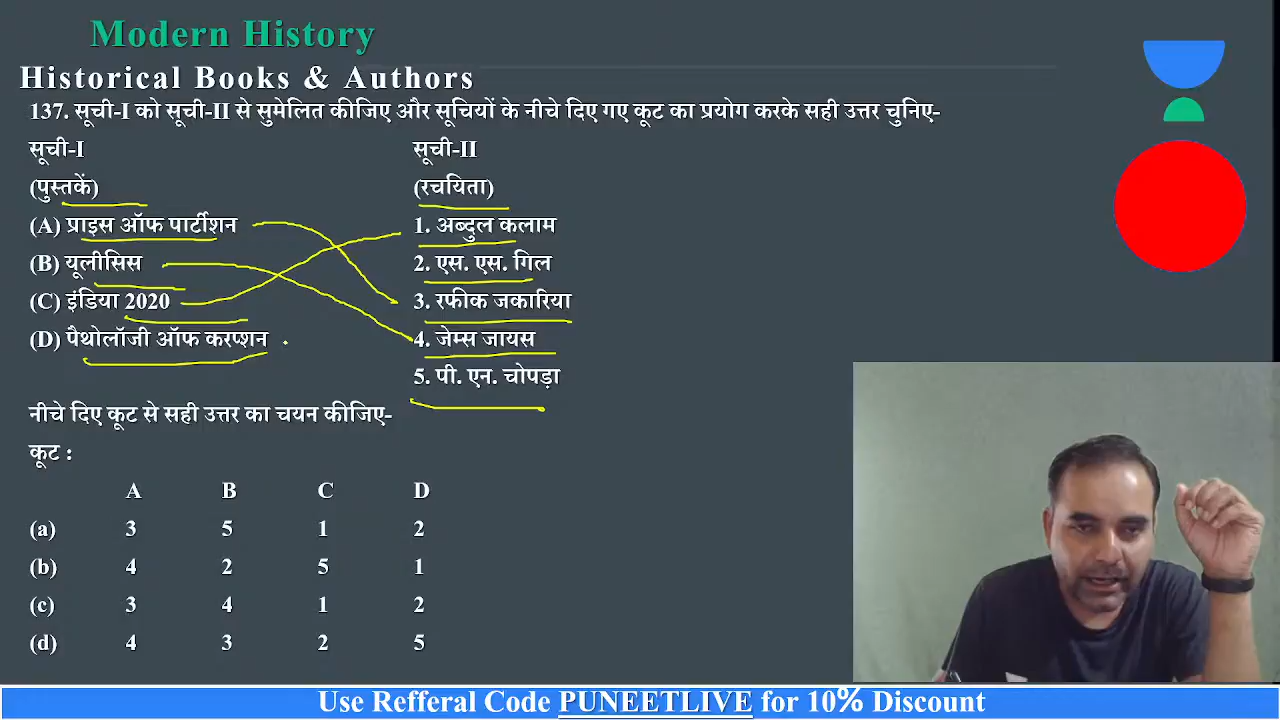 Modern History
Historical Books & Authors
137. सूची-I को सूची-II से सुमेलित कीजिए और सूचियों के नीचे दिए गए कूट का प्रयोग करके सही उत्तर चुनिए-
सूची-I सूची-II
(पुस्तकें) (रचयिता)
(A) प्राइस ऑफ पार्टीशन 1. अब्दुल कलाम
(B) यूलीसिस 2. एस. एस. गिल
(C) इंडिया 2020 3. रफीक जकारिया
(D) पैथोलॉजी ऑफ करप्शन 4. जेम्स जायस
5. पी. एन. चोपड़ा
नीचे दिए कूट से सही उत्तर का चयन कीजिए-
कूट :
A B C D
(a) 3 5 1 2
(b) 4 2 5 1
(c) 3 4 1 2
(d) 4 3 2 5
Use Refferal Code PUNEETLIVE for 10% Discount